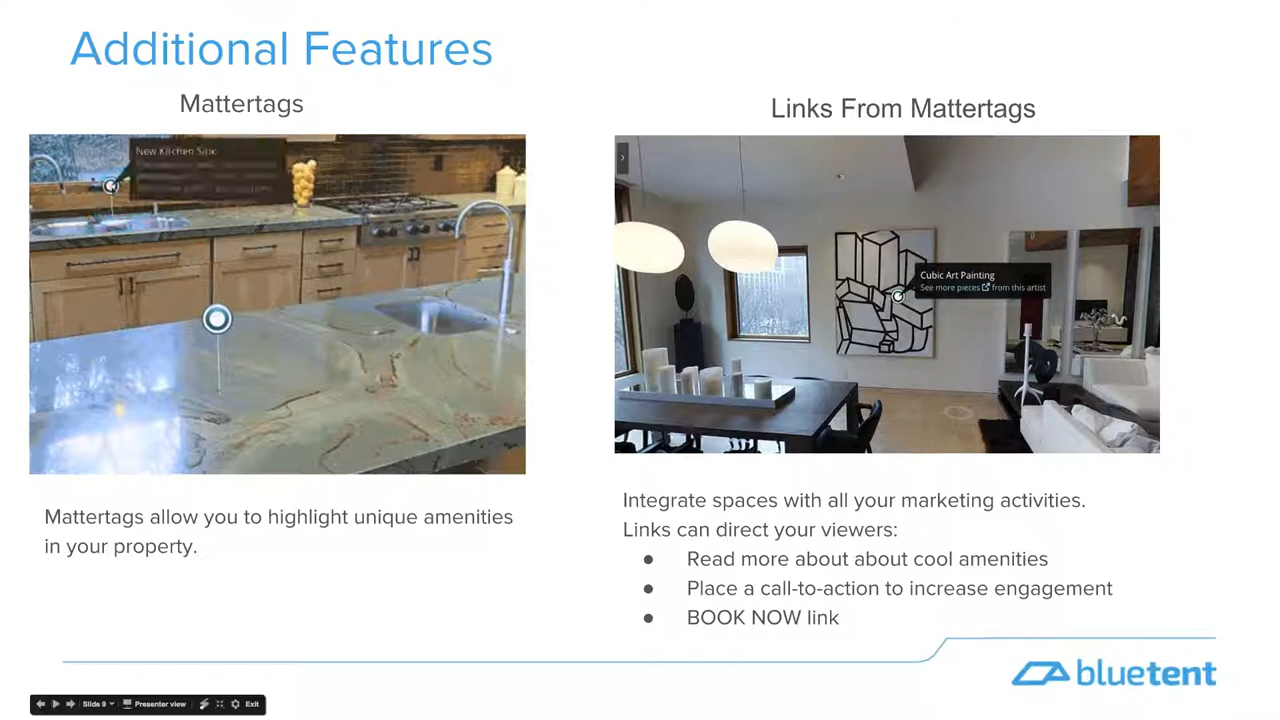 Additional Features
Mattertags
New Kitchen Sink
Mattertags allow you to highlight unique amenities
in your property.
Links From Mattertags
Cubic Art Painting
See more pieces from this artist
Integrate spaces with all your marketing activities.
Links can direct your viewers:
● Read more about about cool amenities
● Place a call-to-action to increase engagement
● BOOK NOW link
bluetent
Slide 9 Presenter view Exit